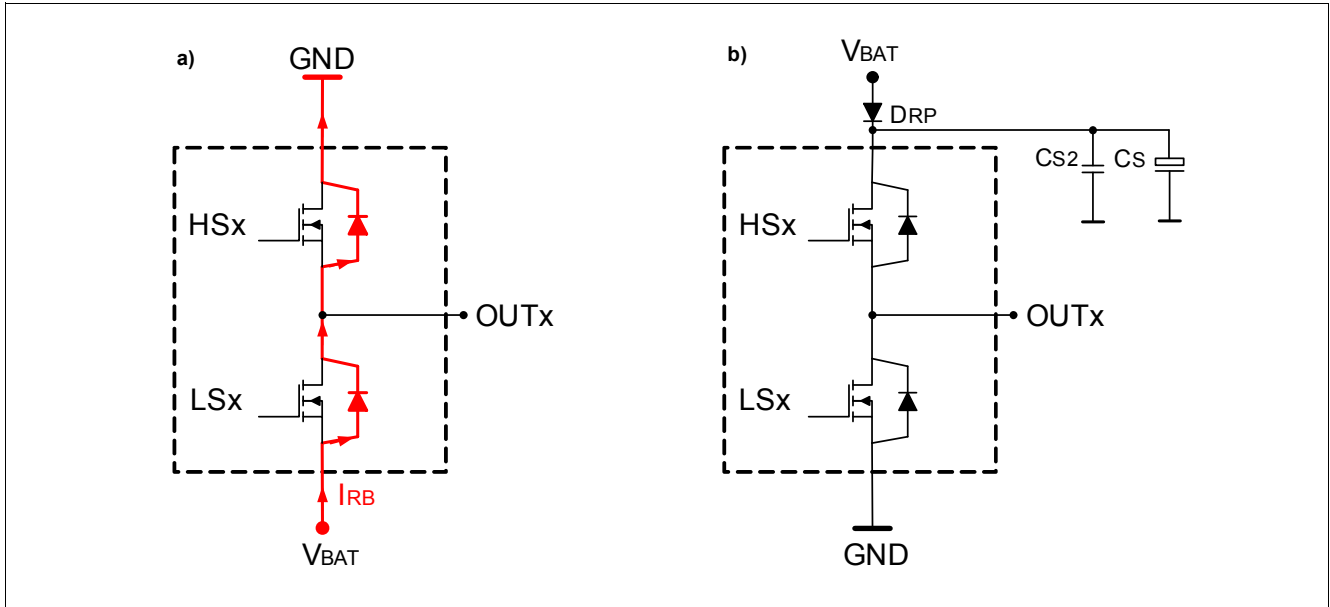 a)
GND
HSx
OUTx
LSx
IRB
VBAT
b)
VBAT
DRP
CS2
CS
HSx
OUTx
LSx
GND